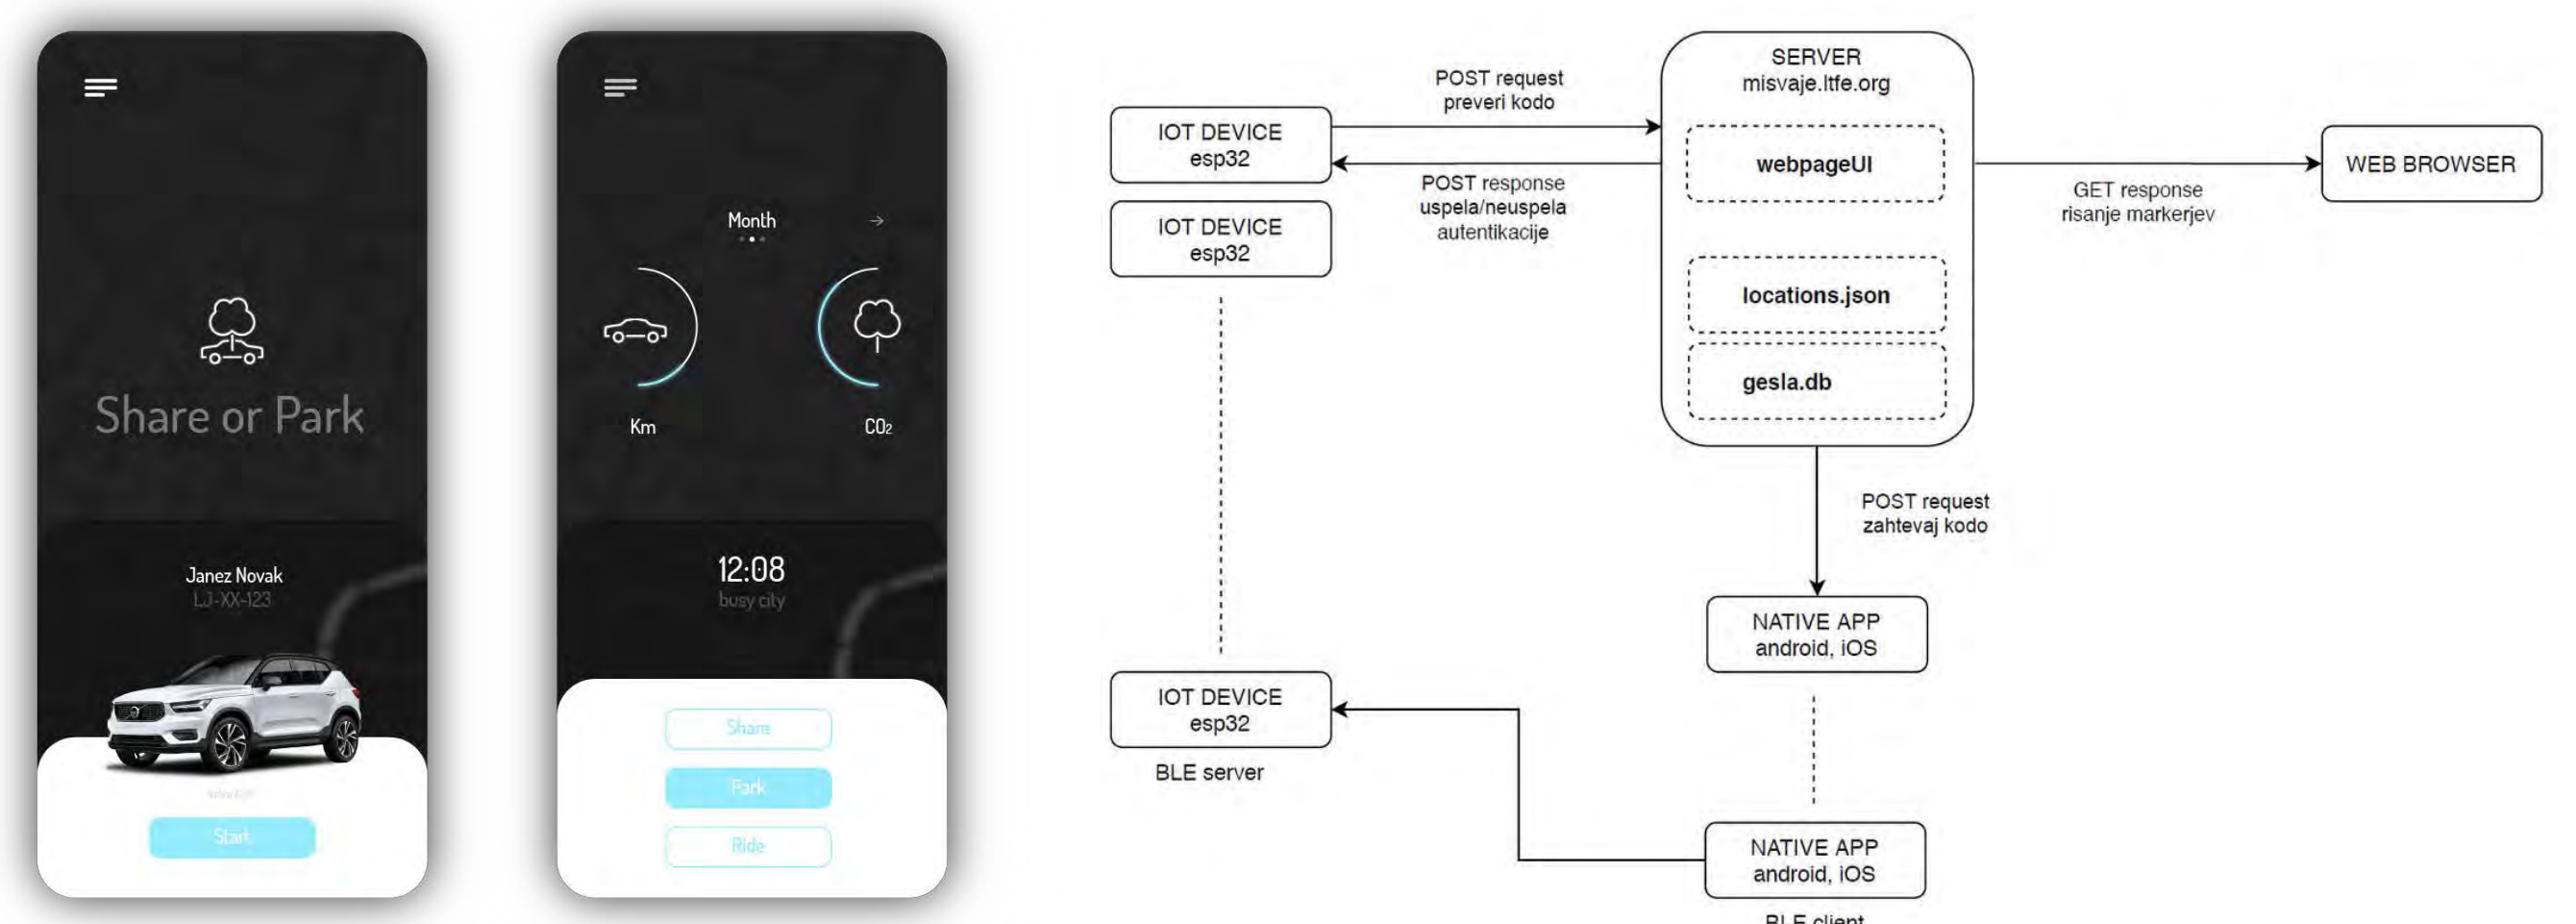 Share or Park
Janez Novak
LJ-XX-123
Start
Month
Km
CO₂
12:08
busy city
Share
Park
Ride
SERVER
misvaje.ltfe.org
webpageUI
locations.json
gesla.db
POST request
preveri kodo
IOT DEVICE
esp32
POST response
uspela/neuspela
autentikacije
IOT DEVICE
esp32
WEB BROWSER
GET response
risanje markerjev
POST request
zahtevaj kodo
NATIVE APP
android, iOS
IOT DEVICE
esp32
BLE server
NATIVE APP
android, iOS
BLE client